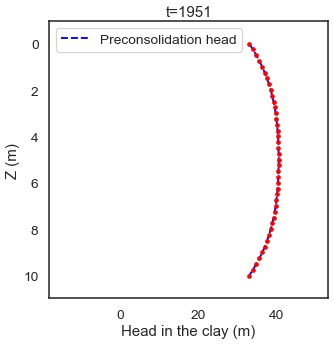 t=1951
Preconsolidation head
0
2
4
6
8
10
Z (m)
0
20
40
Head in the clay (m)